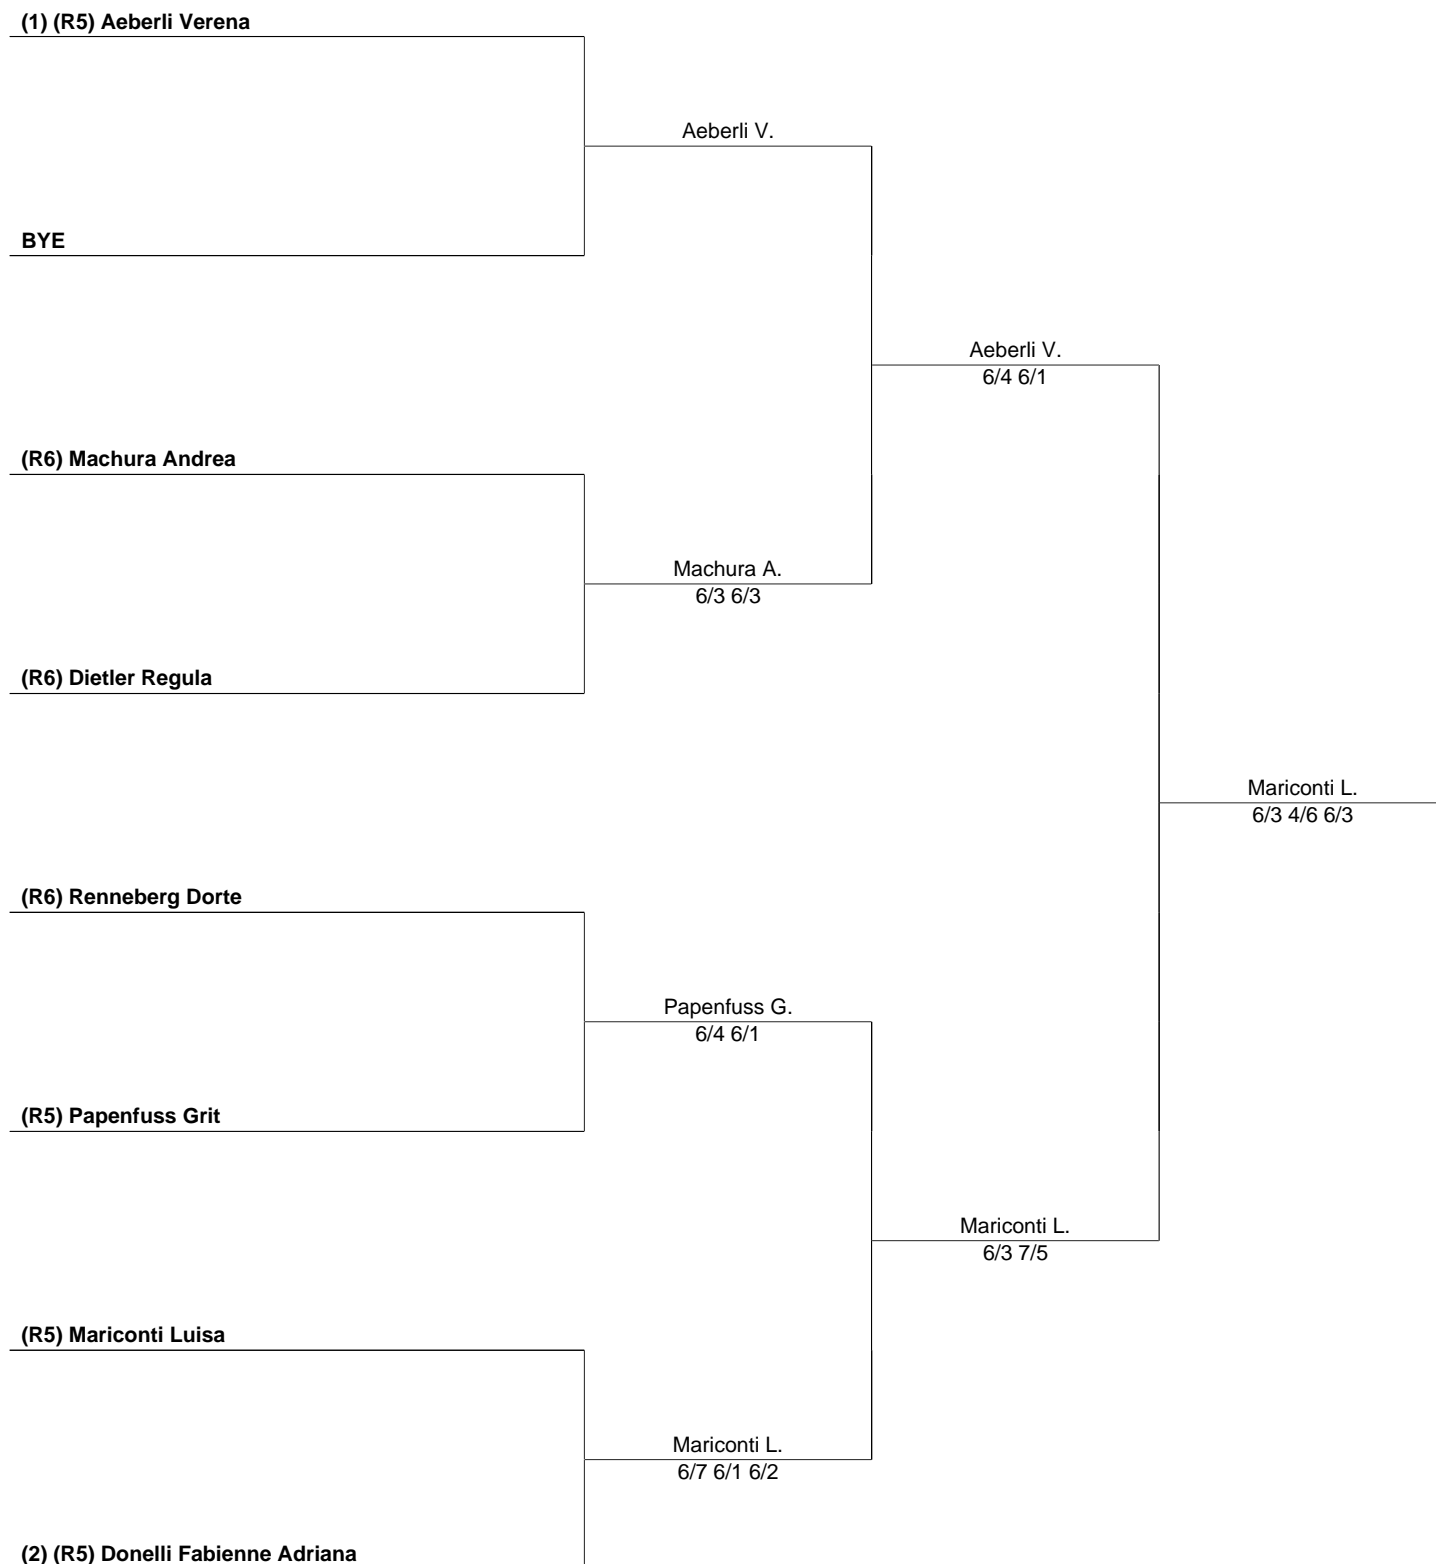 (1) (R5) Aeberli Verena
Aeberli V.
BYE
Aeberli V.
6/4 6/1
(R6) Machura Andrea
Machura A.
6/3 6/3
(R6) Dietler Regula
Mariconti L.
6/3 4/6 6/3
(R6) Renneberg Dorte
Papenfuss G.
6/4 6/1
(R5) Papenfuss Grit
Mariconti L.
6/3 7/5
(R5) Mariconti Luisa
Mariconti L.
6/7 6/1 6/2
(2) (R5) Donelli Fabienne Adriana